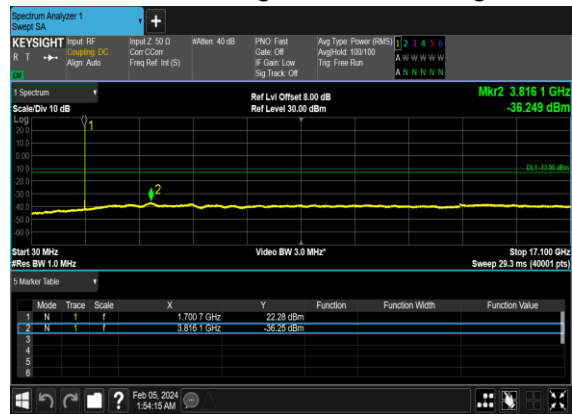 Spectrum Analyzer 1
Swept SA
+
KEYSIGHT Input: RF Input Z: 50 Ω #Atten: 40 dB PNO: Fast Avg Type: Power (RMS) 1 2 3 4 5 6
R T Coupling: DC Corr CCorr Gate: Off Avg|Hold: 100/100 A W W W W W
Align: Auto Freq Ref: Int (S) IF Gain: Low Trig: Free Run
LW Sig Track: Off A N N N N N
1 Spectrum Ref Lvl Offset 8.00 dB Mkr2 3.816 1 GHz
Scale/Div 10 dB Ref Level 30.00 dBm -36.249 dBm
Log
1
20.0
10.0
0.00
-10.0
DL1 -13.00 dBm
-20.0
2
-30.0
-40.0
-50.0
-60.0
Start 30 MHz Video BW 3.0 MHz* Stop 17.100 GHz
#Res BW 1.0 MHz Sweep 29.3 ms (40001 pts)
5 Marker Table
Mode Trace Scale X Y Function Function Width Function Value
1 N 1 f 1.700 7 GHz 22.28 dBm
2 N 1 f 3.816 1 GHz -36.25 dBm
3
4
5
6
? Feb 05, 2024
1:54:15 AM